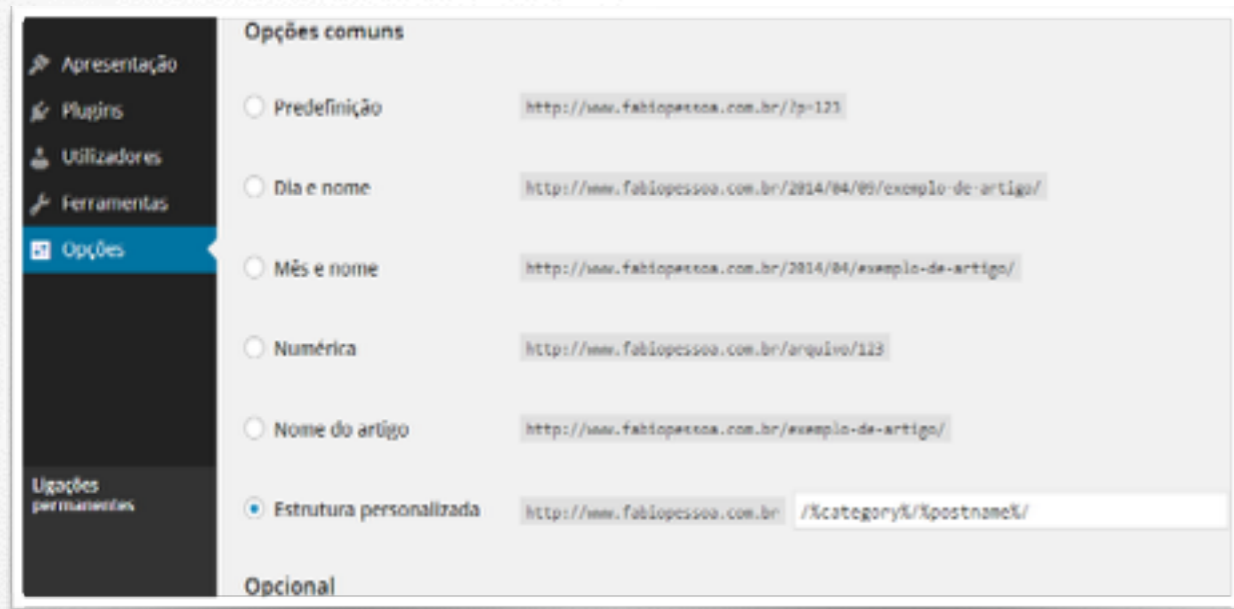 Opções comuns
Apresentação
Plugins
Utilizadores
Ferramentas
Opções
Ligações
permanentes
Predefinição http://www.fabiopessoa.com.br/?p=123
Dia e nome http://www.fabiopessoa.com.br/2014/04/09/exemplo-de-artigo/
Mês e nome http://www.fabiopessoa.com.br/2014/04/exemplo-de-artigo/
Numérica http://www.fabiopessoa.com.br/arquivo/123
Nome do artigo http://www.fabiopessoa.com.br/exemplo-de-artigo/
Estrutura personalizada http://www.fabiopessoa.com.br /%category%/%postname%/
Opcional